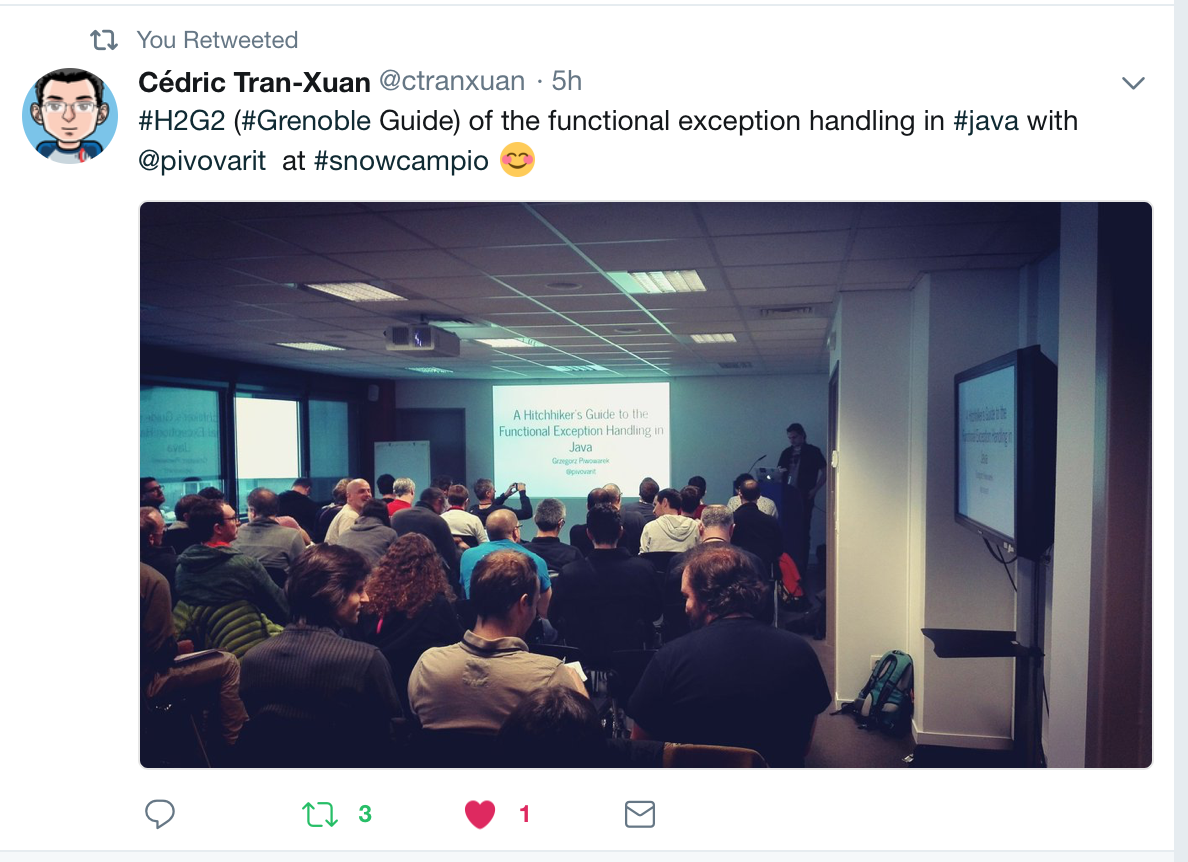 You Retweeted
Cédric Tran-Xuan @ctranxuan · 5h
#H2G2 (#Grenoble Guide) of the functional exception handling in #java with
@pivovarit at #snowcampio
A Hitchhiker's Guide to the
Functional Exception Handling in
Java
Grzegorz Piwowarek
@pivovarit
3
1